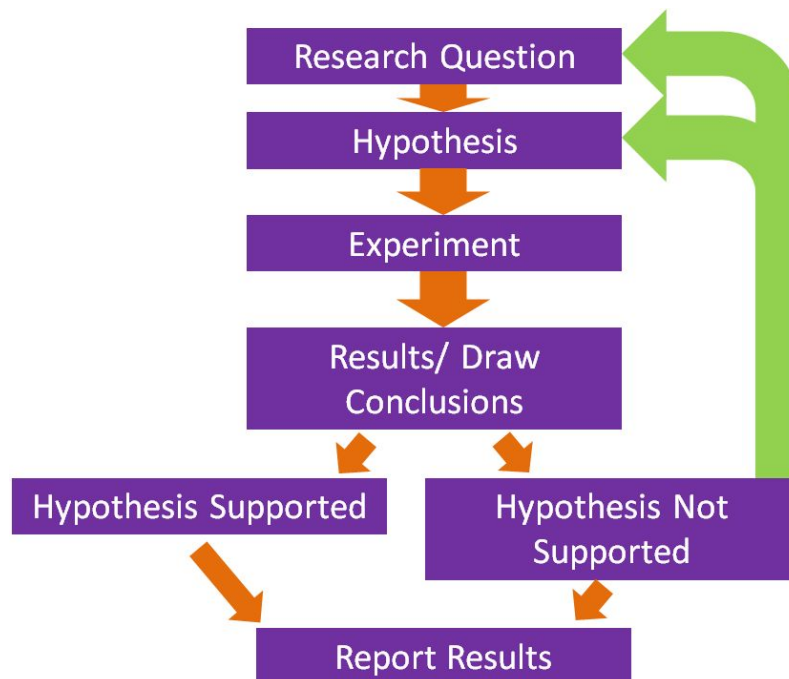 Research Question
Hypothesis
Experiment
Results/ Draw
Conclusions
Hypothesis Supported
Hypothesis Not
Supported
Report Results